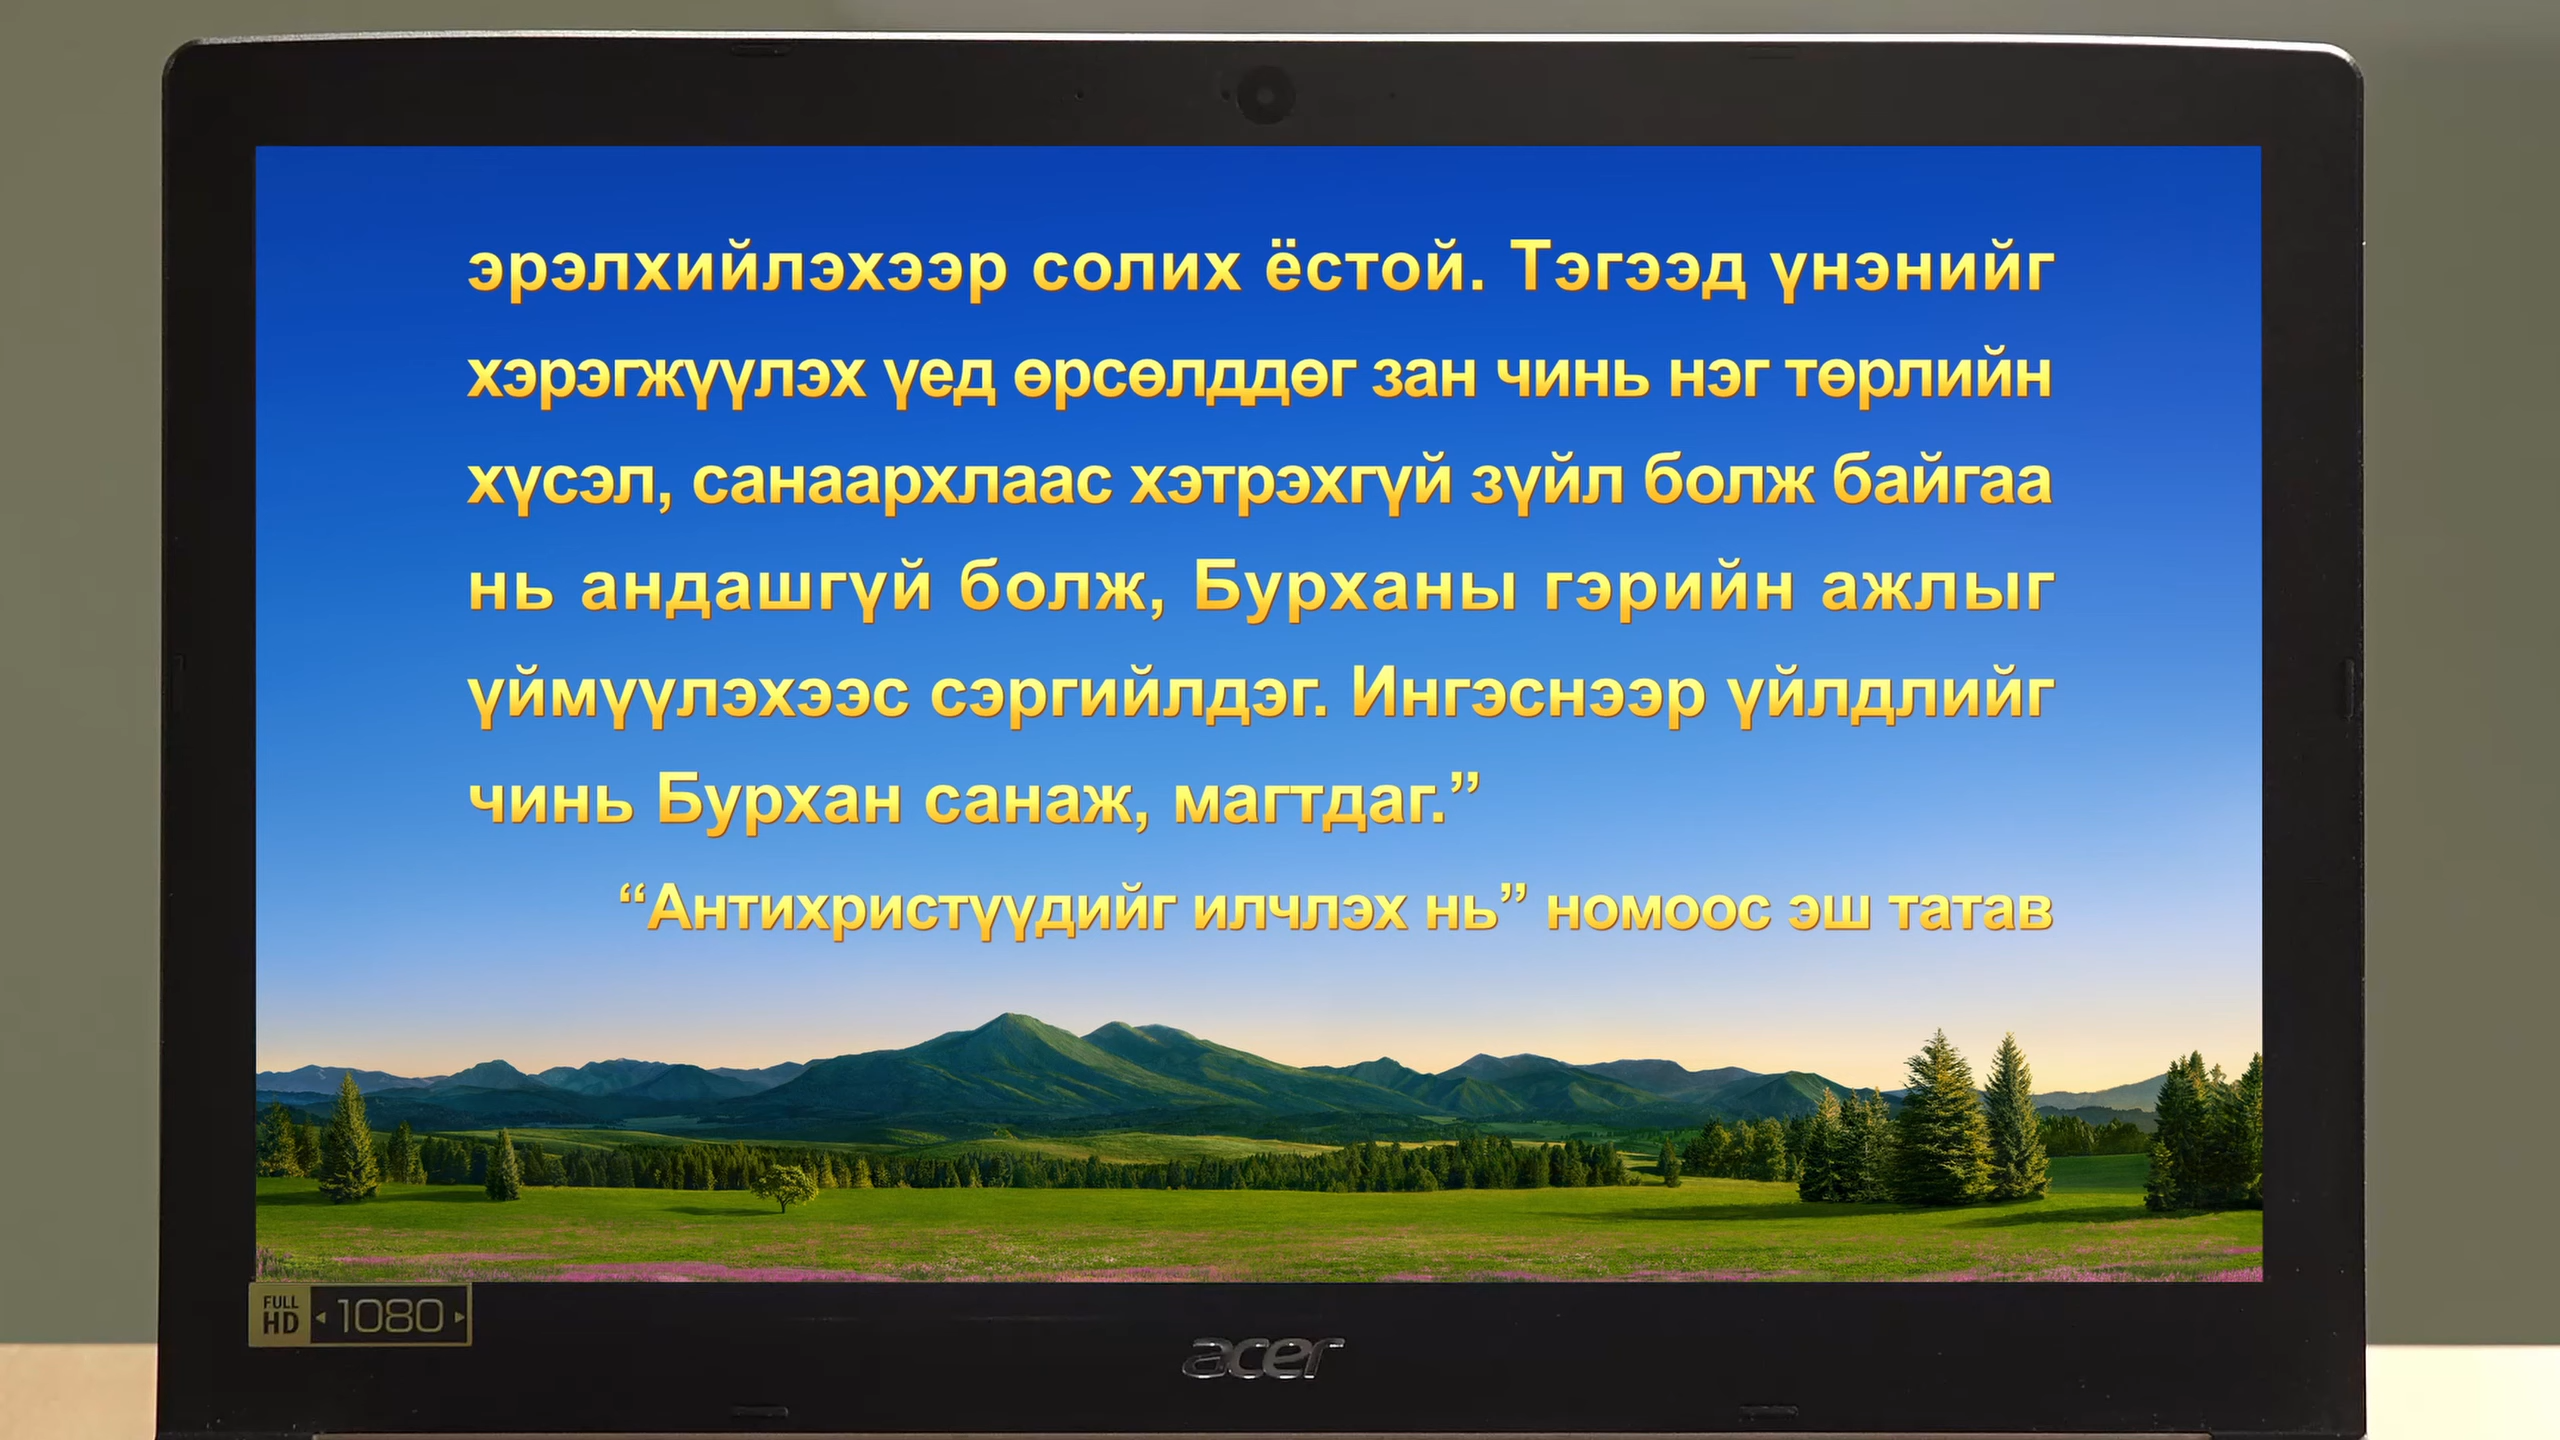 эрэлхийлэхээр солих ёстой. Тэгээд үнэнийг
хэрэгжүүлэх үед өрсөлддөг зан чинь нэг төрлийн
хүсэл, санаархлаас хэтрэхгүй зүйл болж байгаа
нь андашгүй болж, Бурханы гэрийн ажлыг
үймүүлэхээс сэргийлдэг. Ингэснээр үйлдлийг
чинь Бурхан санаж, магтдаг.”
“Антихристүүдийг илчлэх нь” номоос эш татав
FULL HD 1080
acer